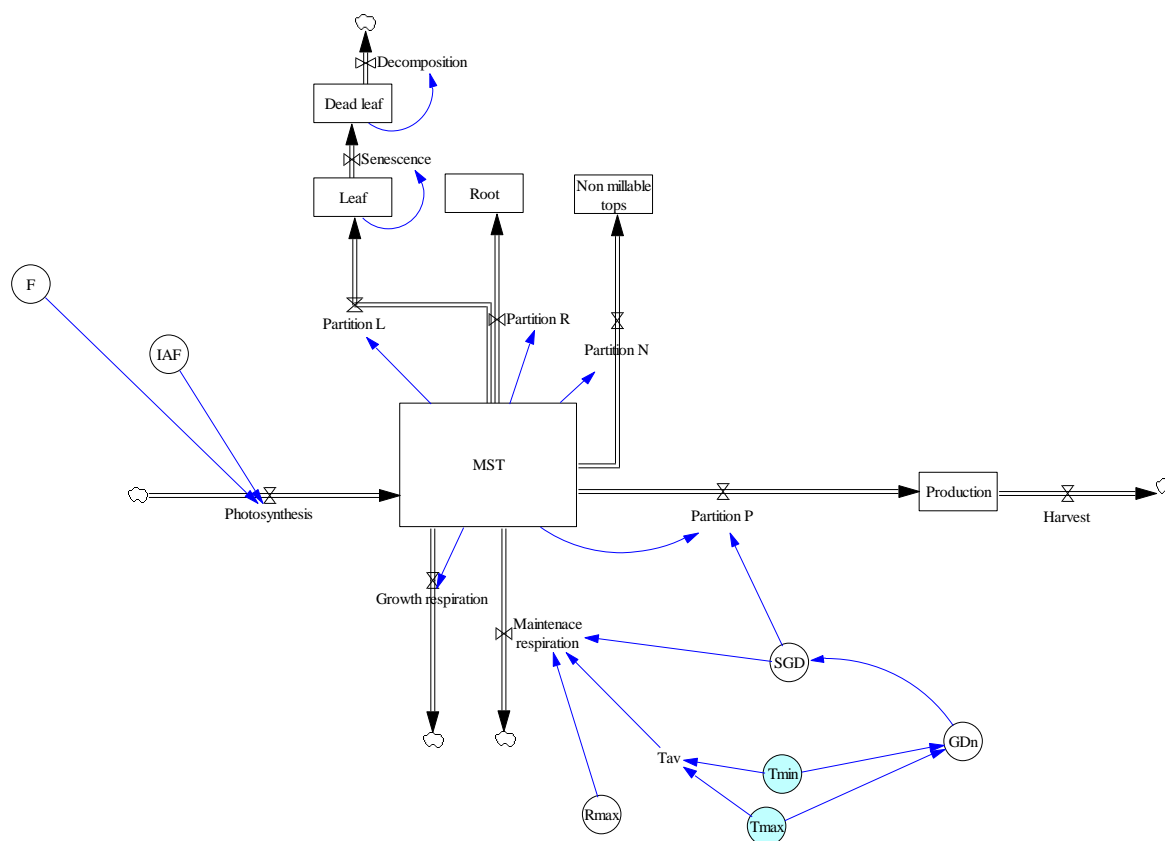 Decomposition
Dead leaf
Senescence
Leaf
Root
Non millable
tops
F
Partition L
Partition R
Partition N
IAF
MST
Photosynthesis
Partition P
Production
Harvest
Growth respiration
Maintenace
respiration
SGD
GDn
Tav
Tmin
Rmax
Tmax